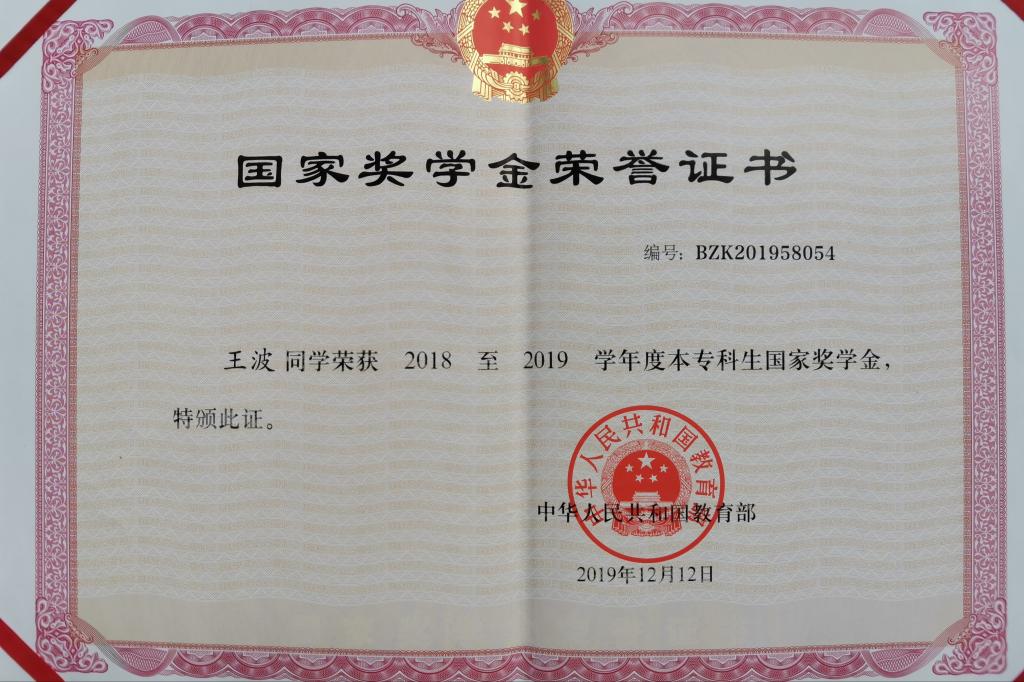 国家奖学金荣誉证书
编号: BZK201958054
王波 同学荣获 2018 至 2019 学年度本专科生国家奖学金,
特颁此证。
中华人民共和国教育部
中华人民共和国教育部
2019年12月12日